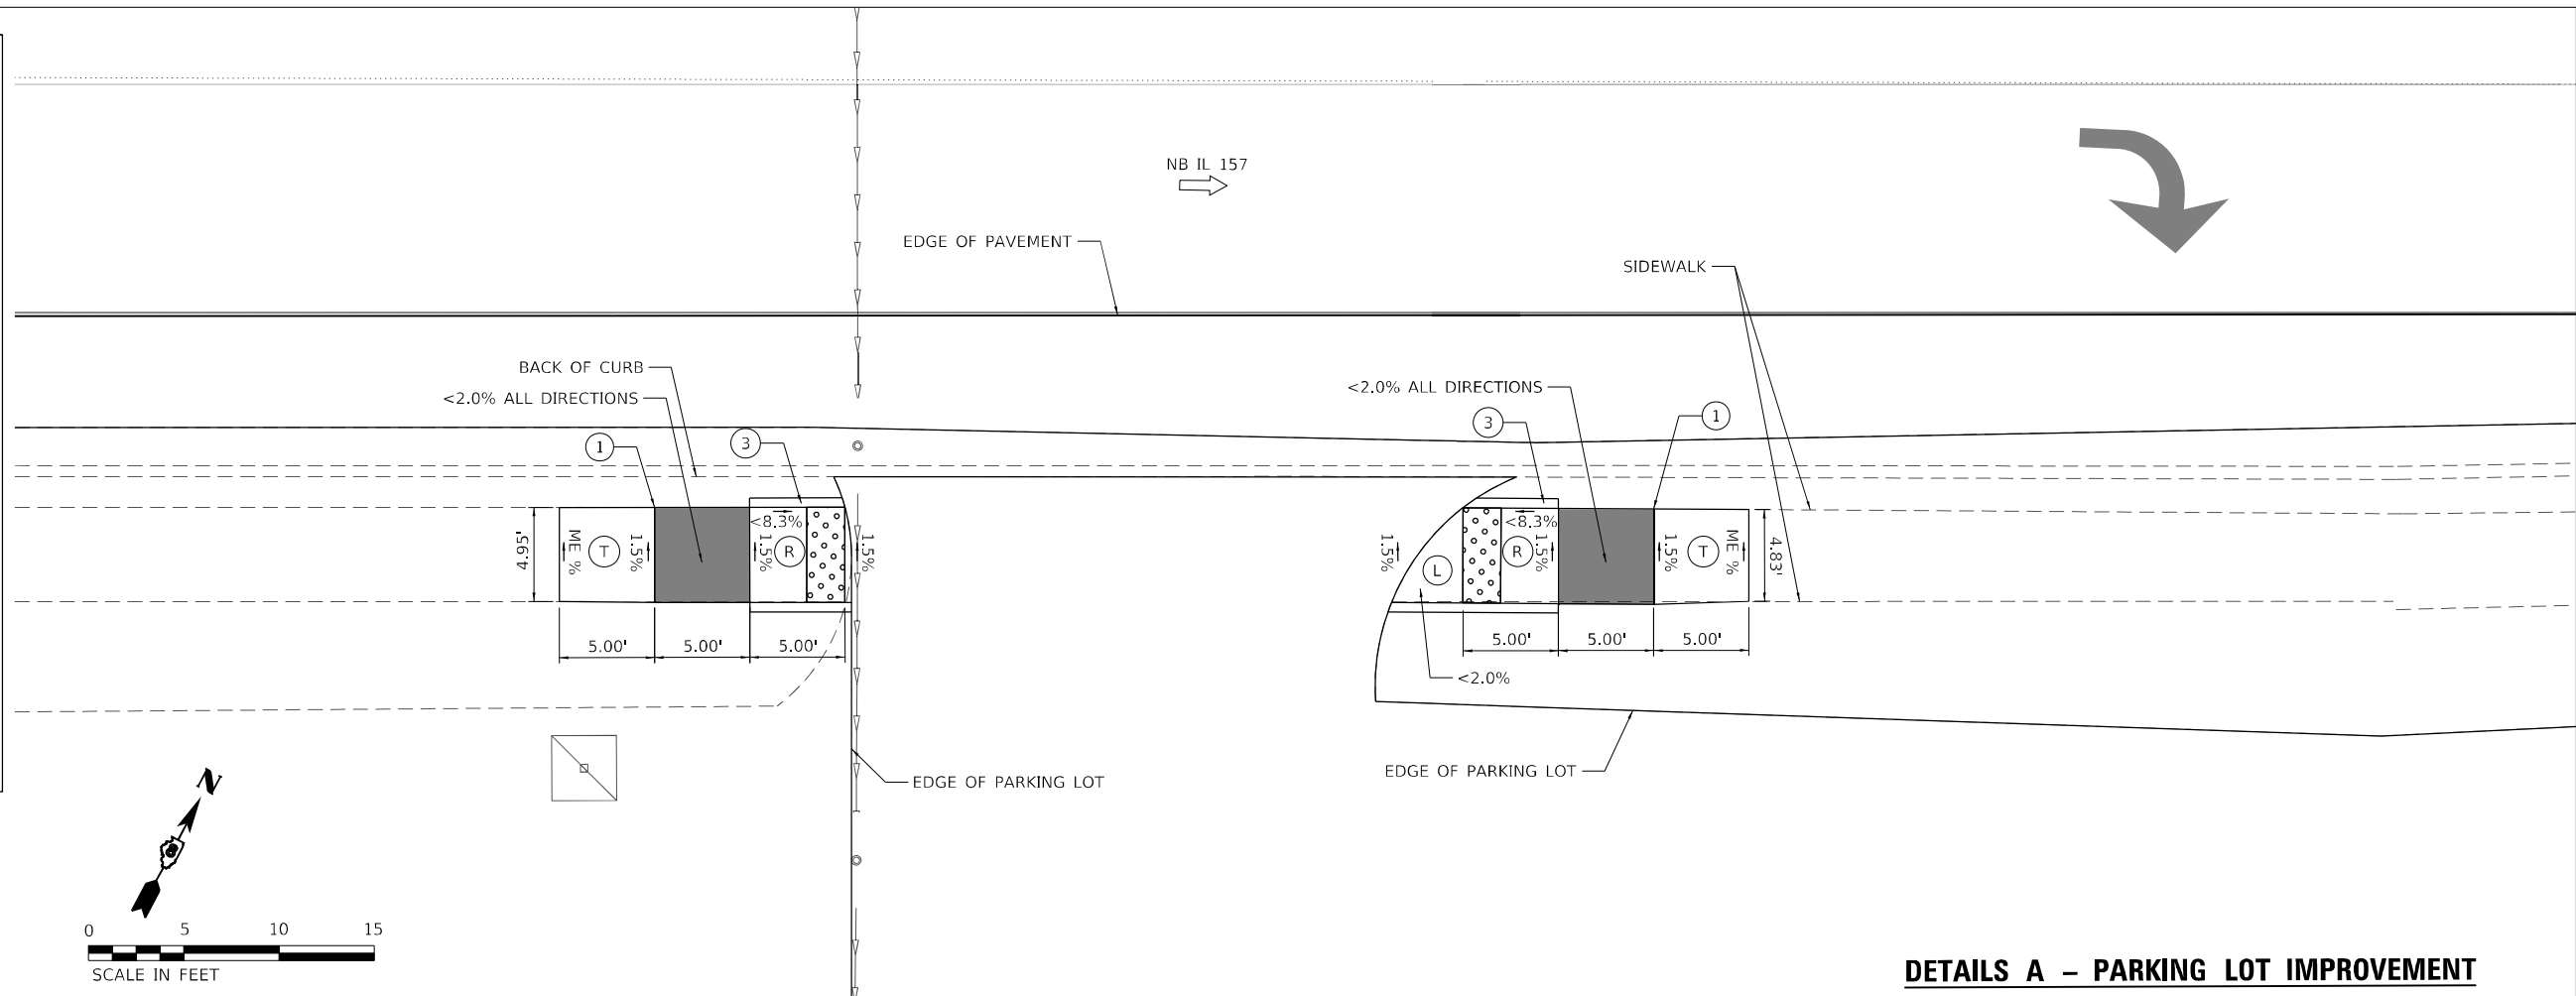 NB IL 157
EDGE OF PAVEMENT
SIDEWALK
BACK OF CURB
<2.0% ALL DIRECTIONS
<2.0% ALL DIRECTIONS
1
3
3
1
4.95'
ME %
T
1.5%
<8.3%
1.5%
R
1.5%
1.5%
L
<8.3%
R
1.5%
1.5%
T
ME %
4.83'
5.00'
5.00'
5.00'
5.00'
5.00'
5.00'
<2.0%
EDGE OF PARKING LOT
EDGE OF PARKING LOT
N
0 5 10 15
SCALE IN FEET
DETAILS A – PARKING LOT IMPROVEMENT